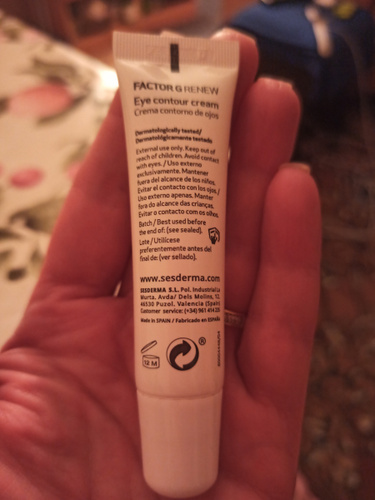 FACTOR G RENEW
Eye contour cream
Crema contorno de ojos
Dermatologically tested/
Dermatológicamente testado
External use only. Keep out of
reach of children. Avoid contact
with eyes. / Uso externo
exclusivamente. Mantener
fuera del alcance de los niños.
Evitar el contacto con los ojos. /
Uso externo apenas. Manter
fora do alcance das crianças.
Evitar o contacto com os olhos.
Batch / Best used before
the end of: (see sealed).
Lote / Utilícese
preferentemente antes del
final de: (ver sellado).
www.sesderma.com
SESDERMA S.L. Pol. Industrial La
Murta. Avda/ Dels Molins, 12.
46530 Puzol. Valencia (Spain)
Customer service: (+34) 961 414 226
Made in SPAIN / Fabricado en ESPAÑA
12 M
®